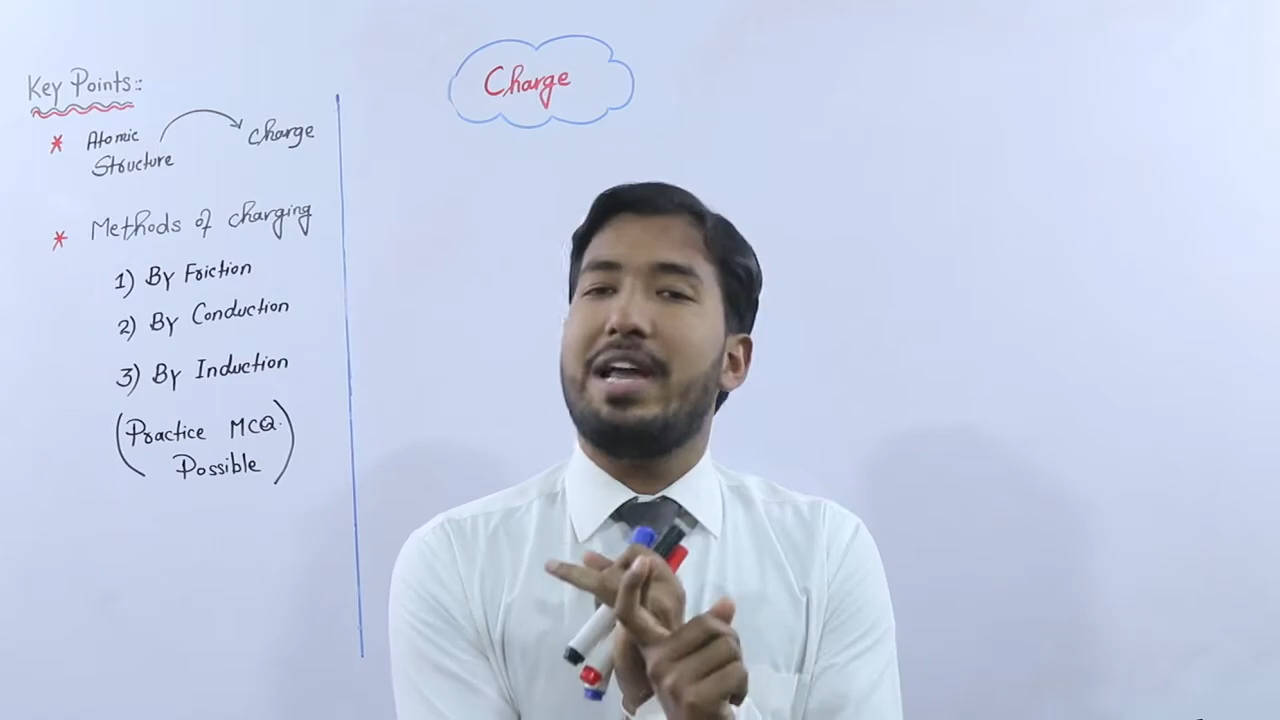 Key Points::
* Atomic Structure → Charge
* Methods of charging
1) By Friction
2) By Conduction
3) By Induction
(Practice MCQ.
Possible)
Charge